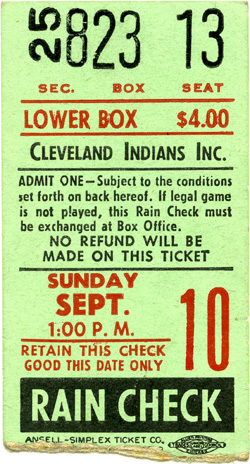 25 823 13
SEC. BOX SEAT
LOWER BOX $4.00
CLEVELAND INDIANS INC.
ADMIT ONE—Subject to the conditions
set forth on back hereof. If legal game
is not played, this Rain Check must
be exchanged at Box Office.
NO REFUND WILL BE
MADE ON THIS TICKET
SUNDAY
SEPT. 10
1:00 P. M.
RETAIN THIS CHECK
GOOD THIS DATE ONLY
RAIN CHECK
ANSELL-SIMPLEX TICKET CO.